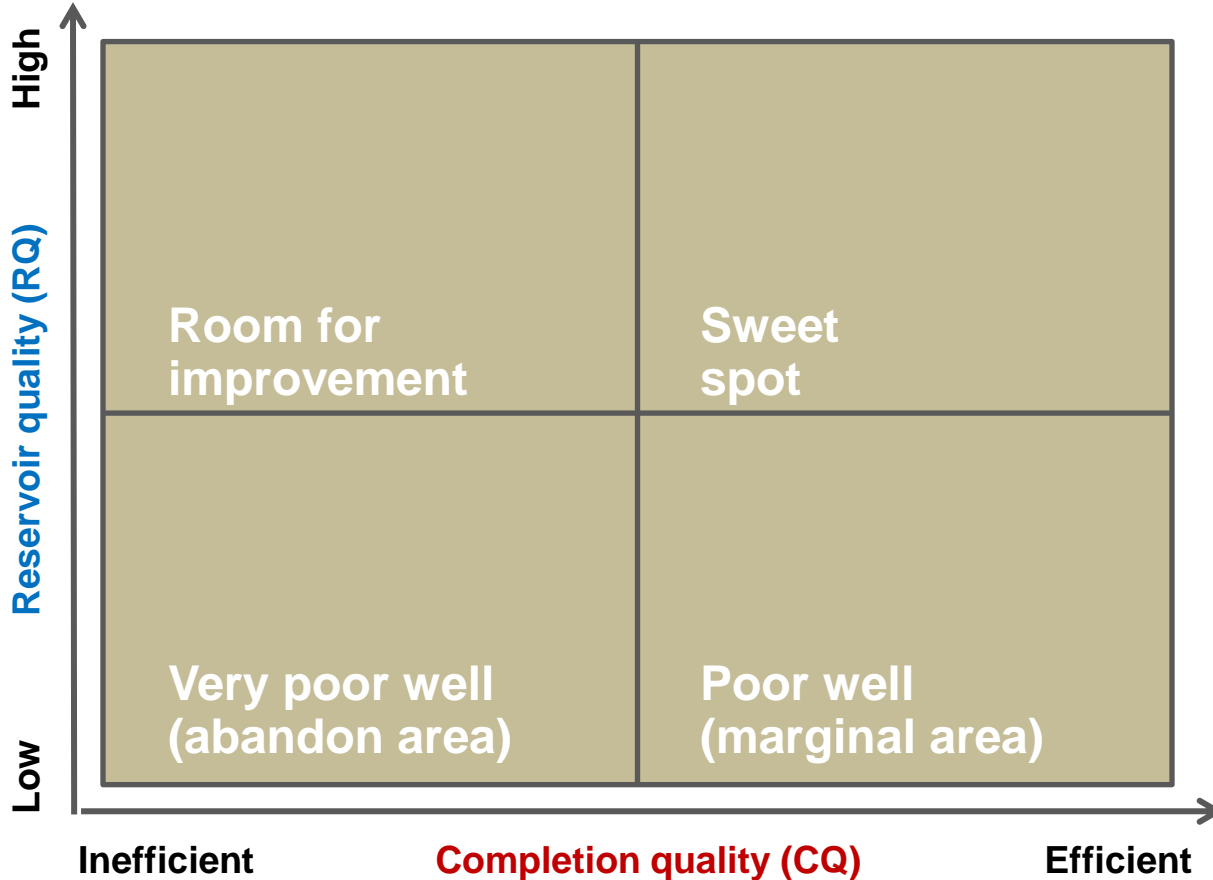 High
Reservoir quality (RQ)
Low
Room for
improvement
Sweet
spot
Very poor well
(abandon area)
Poor well
(marginal area)
Inefficient
Completion quality (CQ)
Efficient